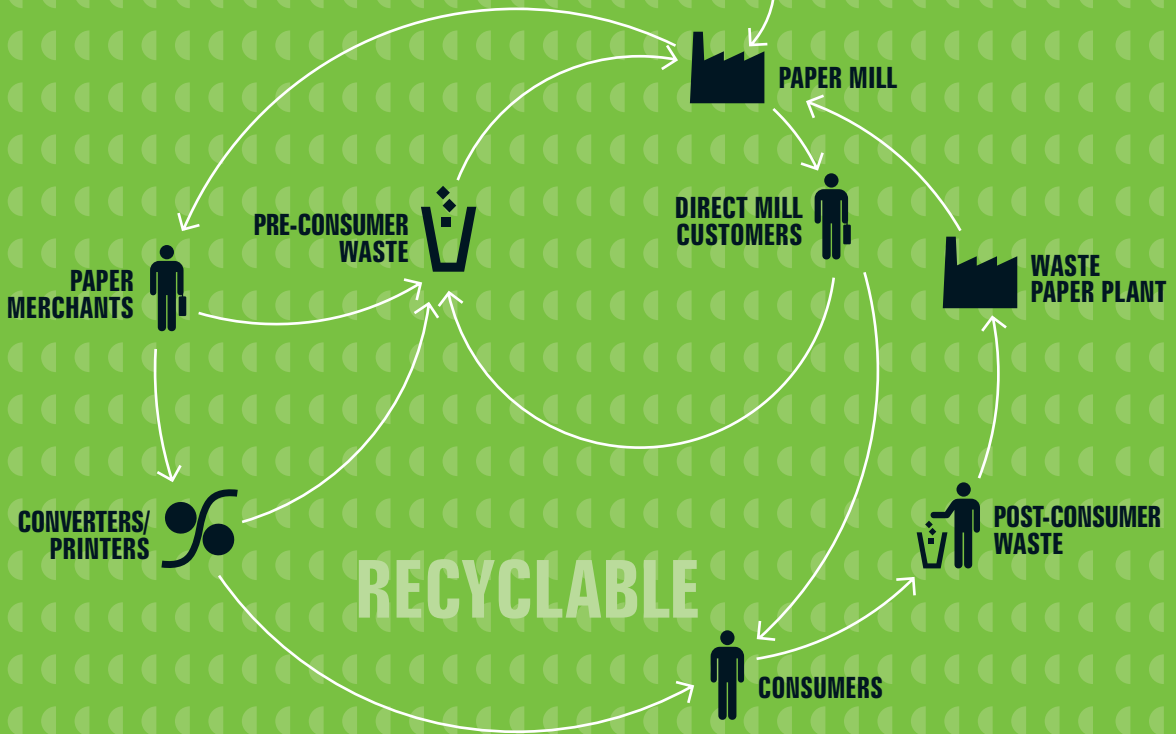 PAPER MILL
PRE-CONSUMER
WASTE
DIRECT MILL
CUSTOMERS
PAPER
MERCHANTS
WASTE
PAPER PLANT
CONVERTERS/
PRINTERS
POST-CONSUMER
WASTE
RECYCLABLE
CONSUMERS